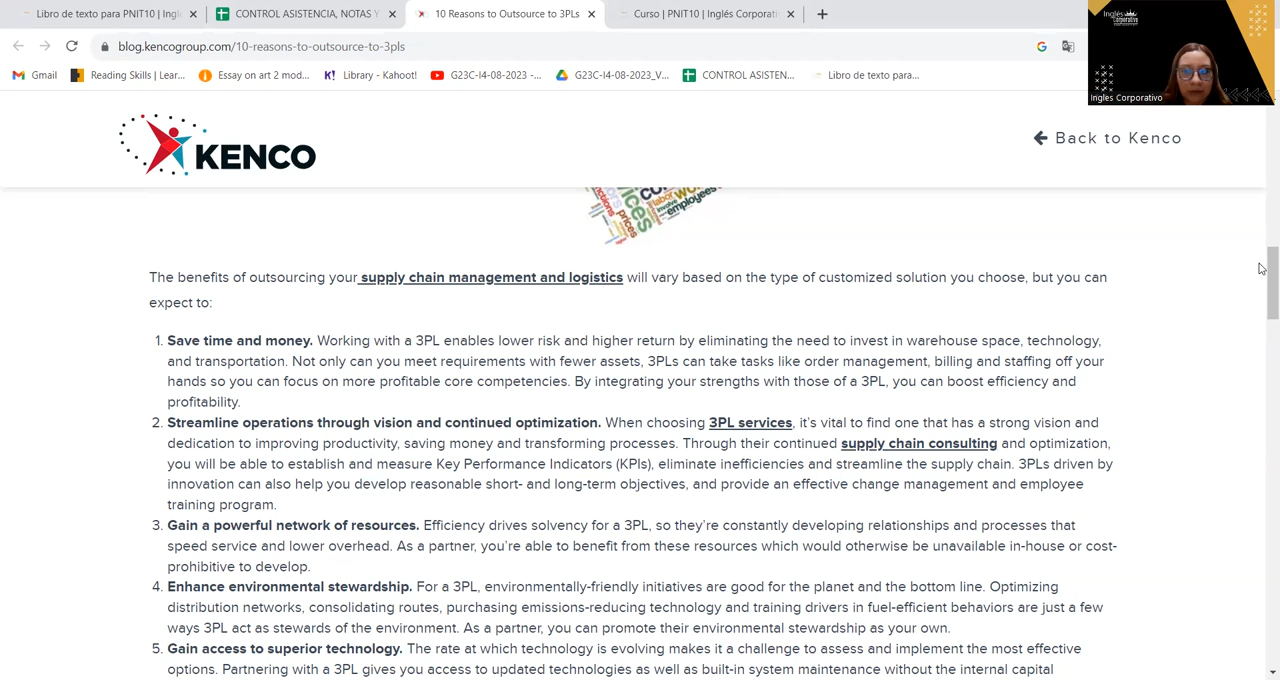 Libro de texto para PNIT10 | Ingl
CONTROL ASISTENCIA, NOTAS Y
10 Reasons to Outsource to 3PLs
Curso | PNIT10 | Inglés Corporati
blog.kencogroup.com/10-reasons-to-outsource-to-3pls
Gmail
Reading Skills | Lear...
Essay on art 2 mod...
Library - Kahoot!
G23C-I4-08-2023 -...
G23C-I4-08-2023_V...
CONTROL ASISTEN...
Libro de texto para...
Inglés
Corporativo
Ingles Corporativo
KENCO
Back to Kenco
The benefits of outsourcing your supply chain management and logistics will vary based on the type of customized solution you choose, but you can
expect to:
1. Save time and money. Working with a 3PL enables lower risk and higher return by eliminating the need to invest in warehouse space, technology,
and transportation. Not only can you meet requirements with fewer assets, 3PLs can take tasks like order management, billing and staffing off your
hands so you can focus on more profitable core competencies. By integrating your strengths with those of a 3PL, you can boost efficiency and
profitability.
2. Streamline operations through vision and continued optimization. When choosing 3PL services, it's vital to find one that has a strong vision and
dedication to improving productivity, saving money and transforming processes. Through their continued supply chain consulting and optimization,
you will be able to establish and measure Key Performance Indicators (KPIs), eliminate inefficiencies and streamline the supply chain. 3PLs driven by
innovation can also help you develop reasonable short- and long-term objectives, and provide an effective change management and employee
training program.
3. Gain a powerful network of resources. Efficiency drives solvency for a 3PL, so they're constantly developing relationships and processes that
speed service and lower overhead. As a partner, you're able to benefit from these resources which would otherwise be unavailable in-house or cost-
prohibitive to develop.
4. Enhance environmental stewardship. For a 3PL, environmentally-friendly initiatives are good for the planet and the bottom line. Optimizing
distribution networks, consolidating routes, purchasing emissions-reducing technology and training drivers in fuel-efficient behaviors are just a few
ways 3PL act as stewards of the environment. As a partner, you can promote their environmental stewardship as your own.
5. Gain access to superior technology. The rate at which technology is evolving makes it a challenge to assess and implement the most effective
options. Partnering with a 3PL gives you access to updated technologies as well as built-in system maintenance without the internal capital
prices
labor
involve
employees